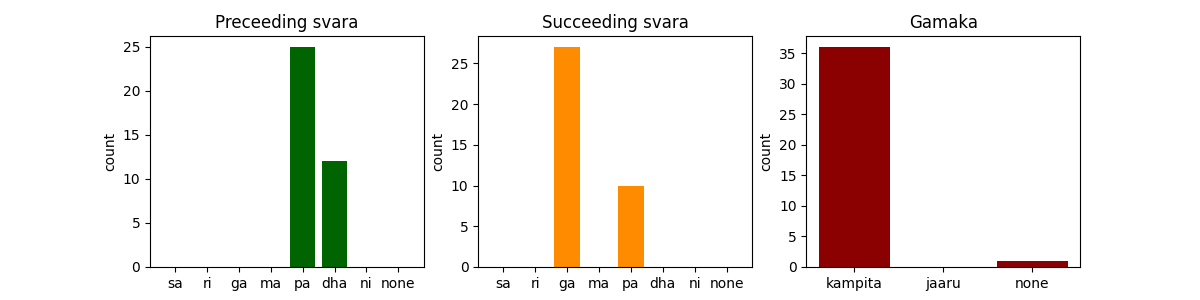 Preceeding svara
25
20
15
10
5
0
count
sa ri ga ma pa dha ni none
Succeeding svara
25
20
15
10
5
0
count
sa ri ga ma pa dha ni none
Gamaka
35
30
25
20
15
10
5
0
count
kampita jaaru none